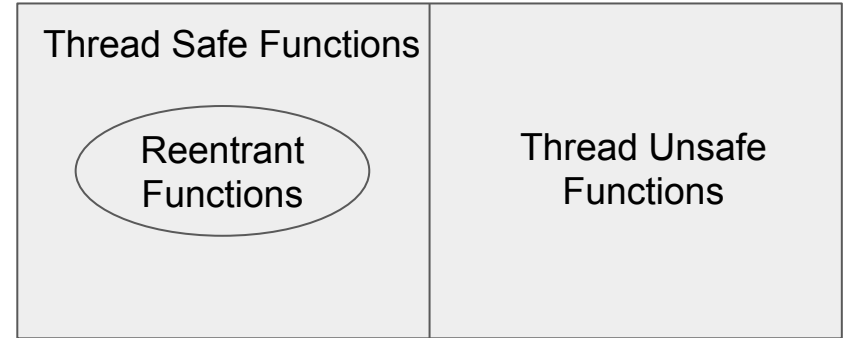 Thread Safe Functions
Reentrant
Functions
Thread Unsafe
Functions